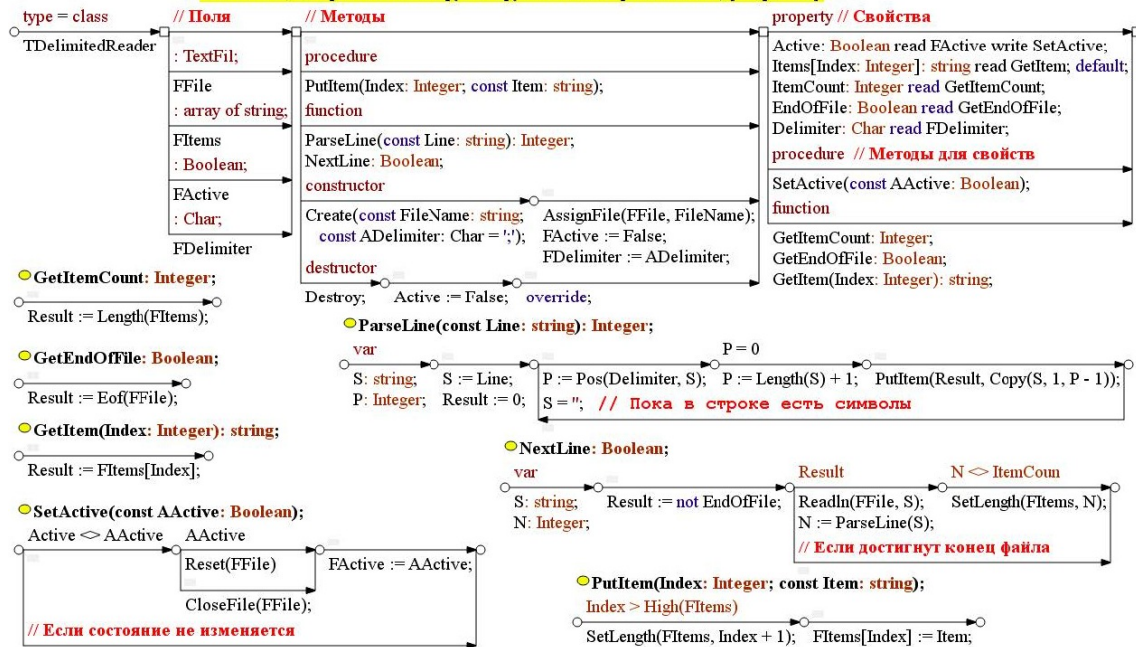 type = class
TDelimitedReader
// Поля
: TextFil;
FFile
: array of string;
FItems
: Boolean;
FActive
: Char;
FDelimiter
// Методы
procedure
PutItem(Index: Integer; const Item: string);
function
ParseLine(const Line: string): Integer;
NextLine: Boolean;
constructor
Create(const FileName: string;
const ADelimiter: Char = ';');
AssignFile(FFile, FileName);
FActive := False;
FDelimiter := ADelimiter;
destructor
Destroy;
Active := False;
override;
property // Свойства
Active: Boolean read FActive write SetActive;
Items[Index: Integer]: string read GetItem; default;
ItemCount: Integer read GetItemCount;
EndOfFile: Boolean read GetEndOfFile;
Delimiter: Char read FDelimiter;
procedure // Методы для свойств
SetActive(const AActive: Boolean);
function
GetItemCount: Integer;
GetEndOfFile: Boolean;
GetItem(Index: Integer): string;
GetItemCount: Integer;
Result := Length(FItems);
GetEndOfFile: Boolean;
Result := Eof(FFile);
GetItem(Index: Integer): string;
Result := FItems[Index];
SetActive(const AActive: Boolean);
Active <> AActive
AActive
Reset(FFile)
FActive := AActive;
CloseFile(FFile);
// Если состояние не изменяется
ParseLine(const Line: string): Integer;
var
S: string;
P: Integer;
S := Line;
Result := 0;
P := Pos(Delimiter, S);
P = 0
P := Length(S) + 1;
PutItem(Result, Copy(S, 1, P - 1));
S = ''; // Пока в строке есть символы
NextLine: Boolean;
var
S: string;
N: Integer;
Result := not EndOfFile;
Result
Readln(FFile, S);
N := ParseLine(S);
N <> ItemCoun
SetLength(FItems, N);
// Если достигнут конец файла
PutItem(Index: Integer; const Item: string);
Index > High(FItems)
SetLength(FItems, Index + 1);
FItems[Index] := Item;